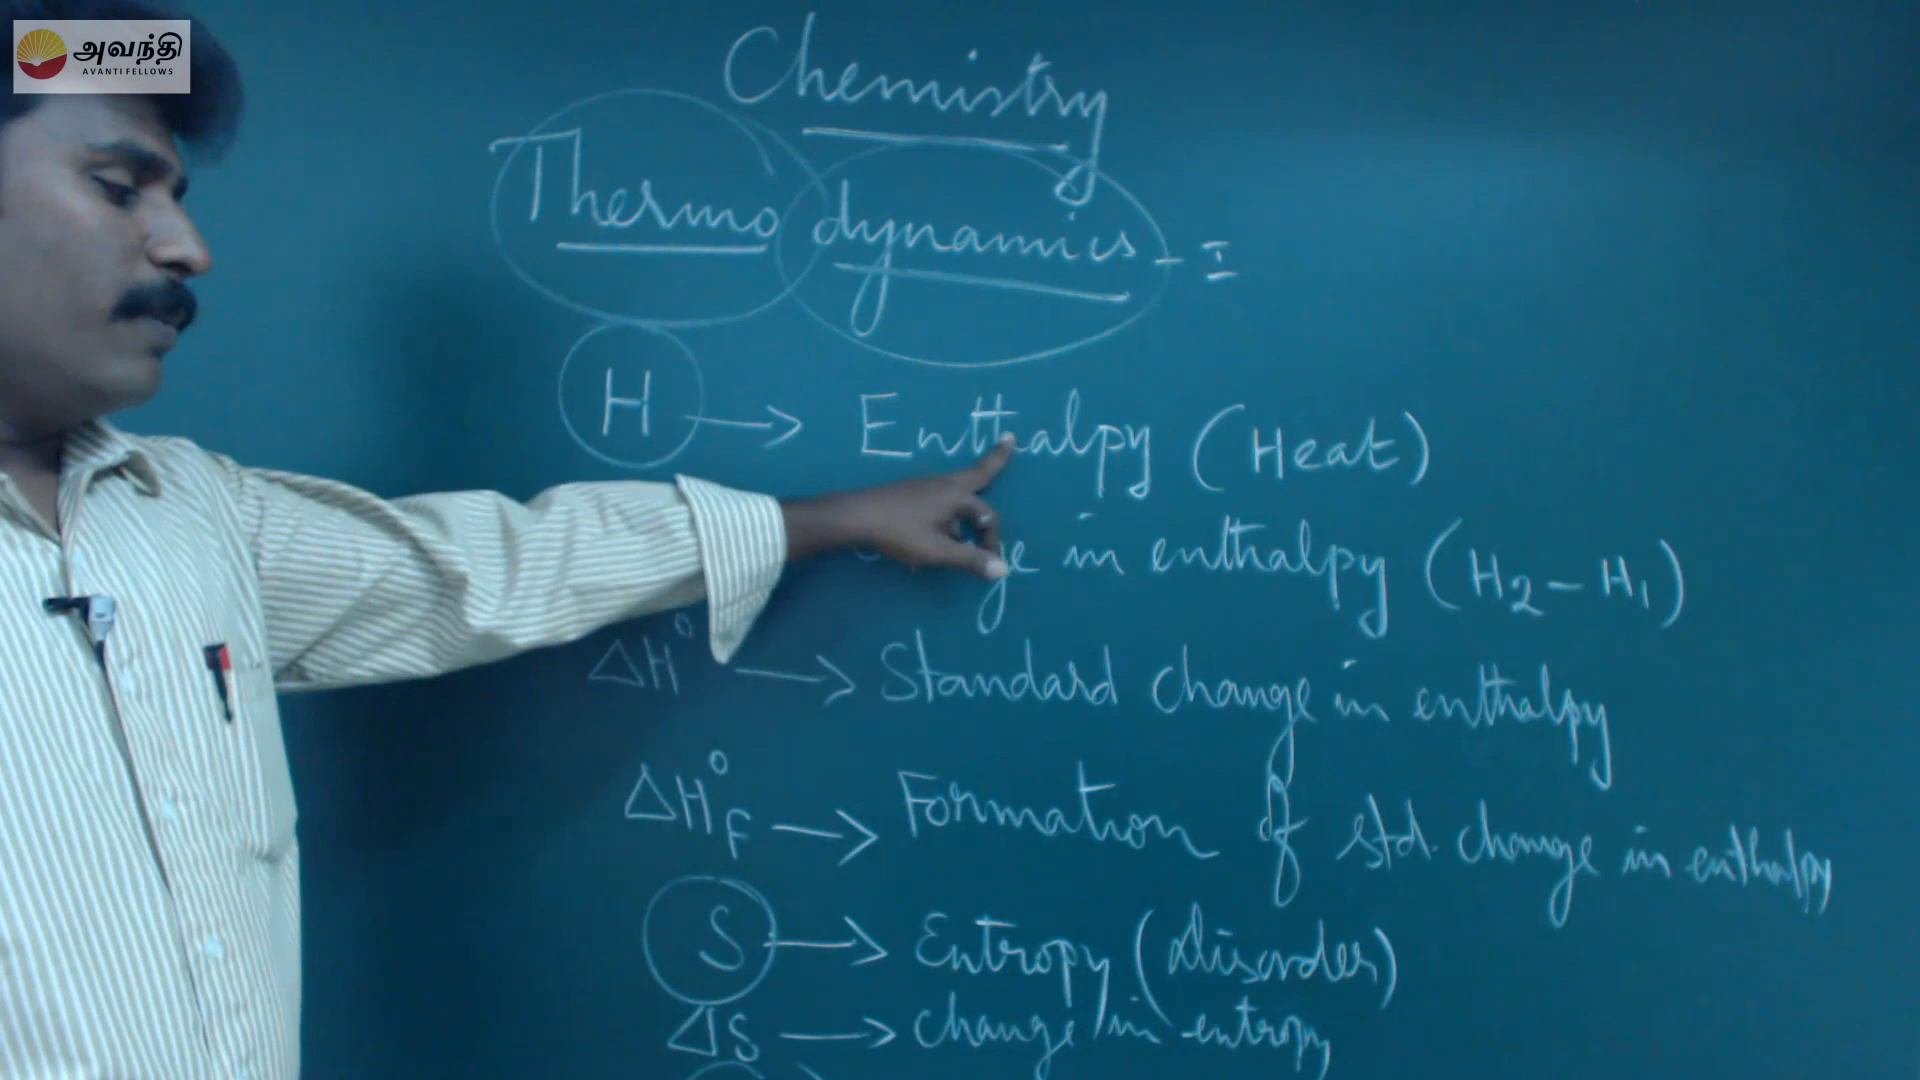 அவந்தி
AVANTI FELLOWS
Chemistry
Thermo dynamics - I
H → Enthalpy (Heat)
in enthalpy (H2 - H1)
ΔH° → Standard change in enthalpy
ΔH°F → Formation of std. change in enthalpy
S → Entropy (Disorder)
ΔS → change in entropy